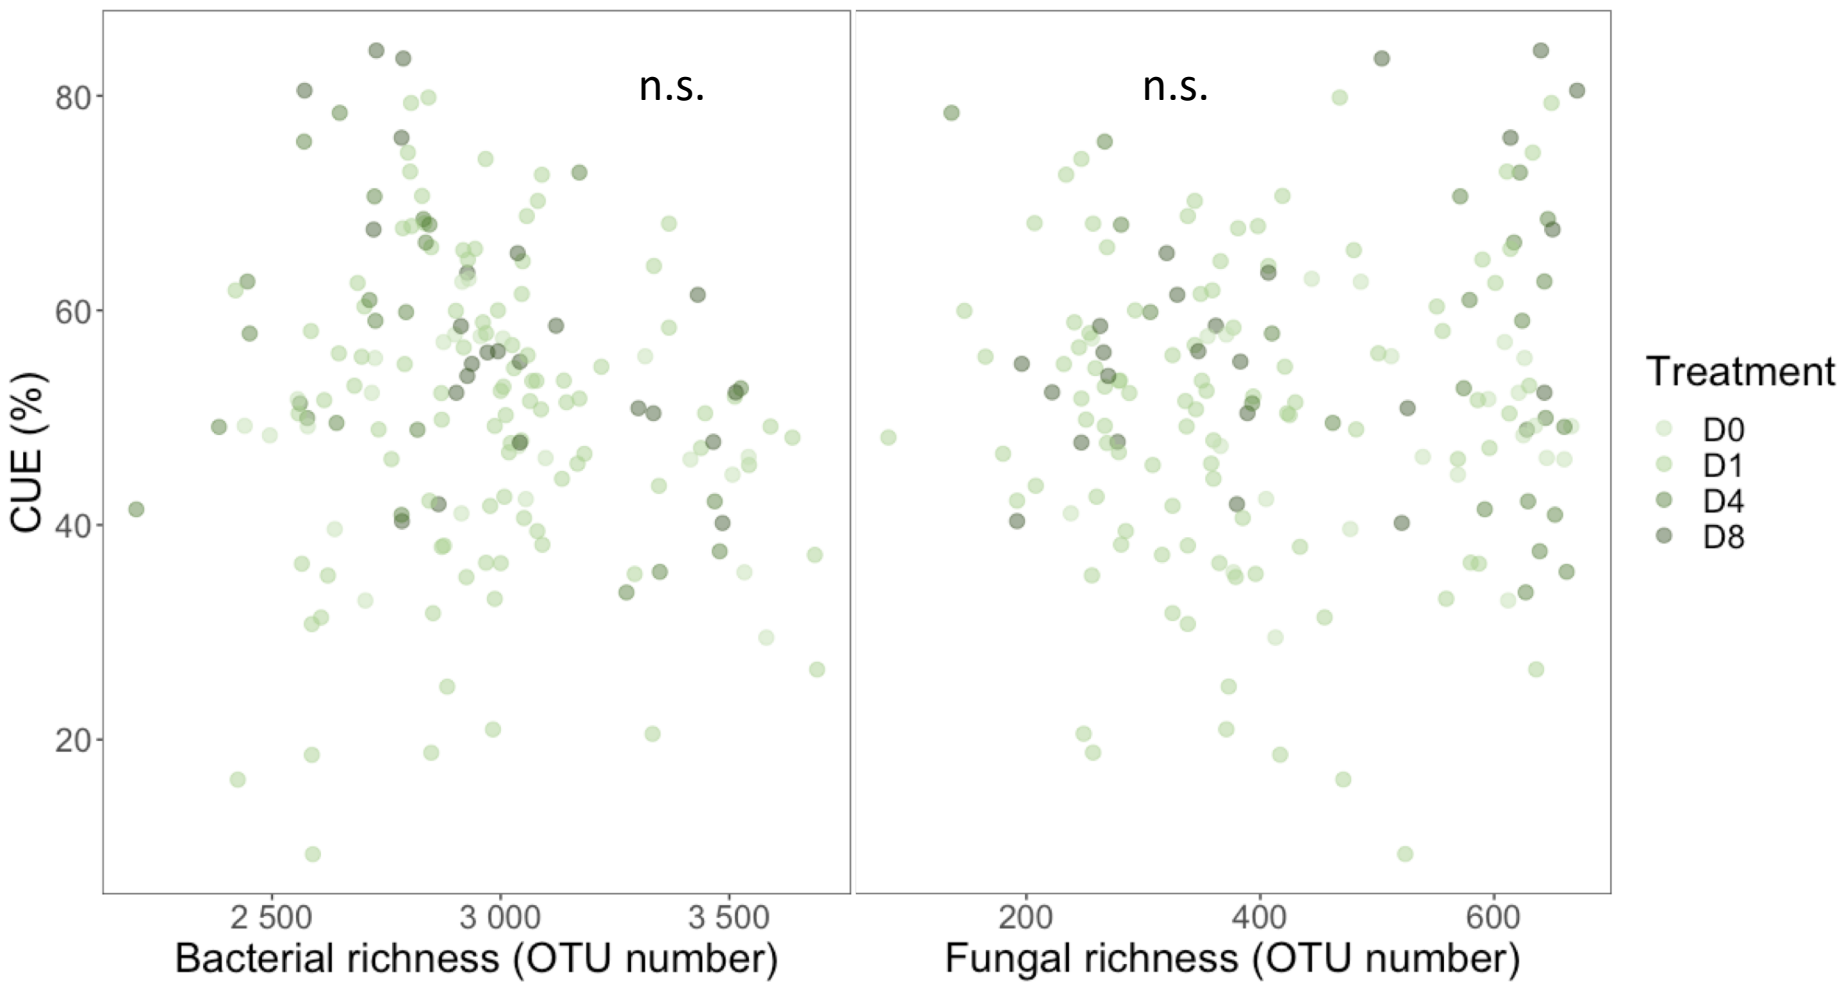 n.s.
n.s.
80
60
40
20
CUE (%)
2 500
3 000
3 500
200
400
600
Bacterial richness (OTU number)
Fungal richness (OTU number)
Treatment
D0
D1
D4
D8